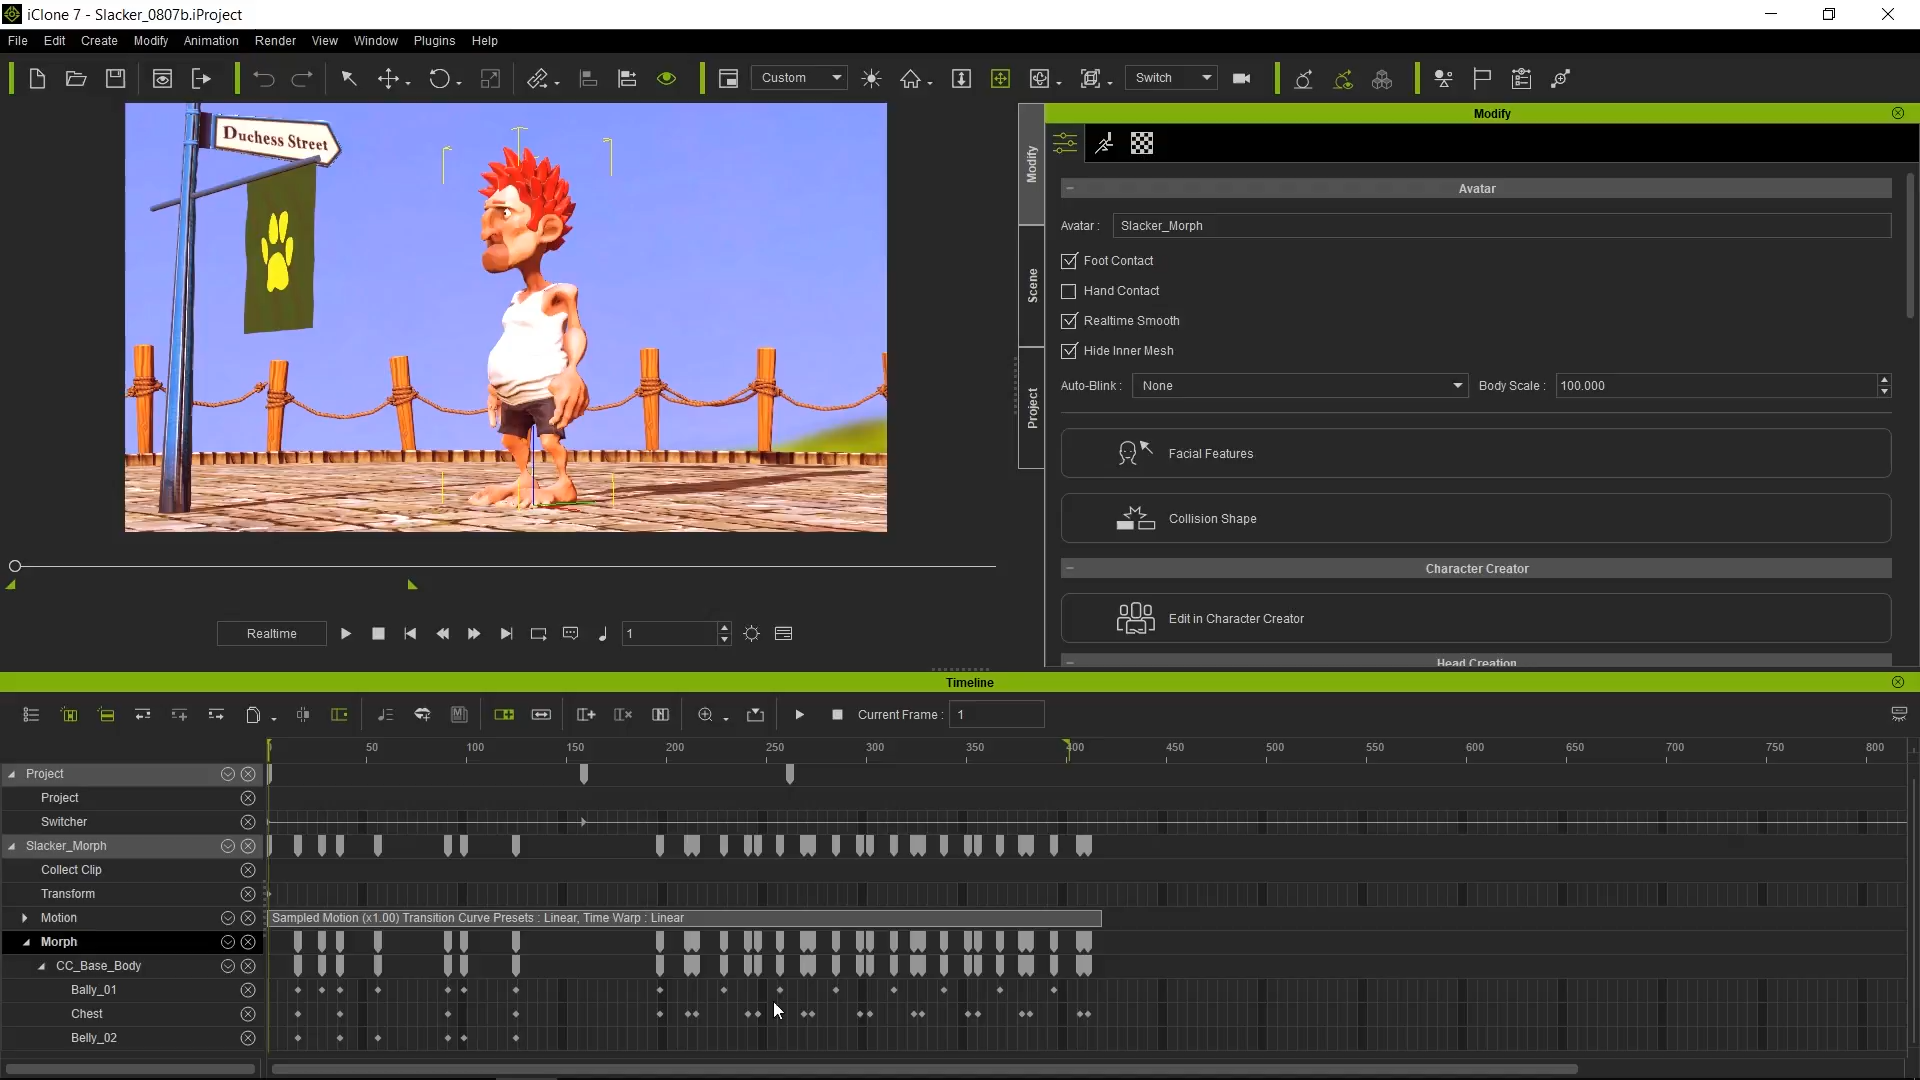 iClone 7 - Slacker_0807b.iProject
File Edit Create Modify Animation Render View Window Plugins Help
Custom
Switch
Duchess Street
Modify
Scene
Project
Modify
Avatar
Avatar : Slacker_Morph
Foot Contact
Hand Contact
Realtime Smooth
Hide Inner Mesh
Auto-Blink : None Body Scale : 100.000
Facial Features
Collision Shape
Character Creator
Edit in Character Creator
Head Creation
Realtime
1
Timeline
Current Frame : 1
50 100 150 200 250 300 350 400 450 500 550 600 650 700 750 800
Project
Project
Switcher
Slacker_Morph
Collect Clip
Transform
Motion
Sampled Motion (x1.00) Transition Curve Presets : Linear, Time Warp : Linear
Morph
CC_Base_Body
Bally_01
Chest
Belly_02